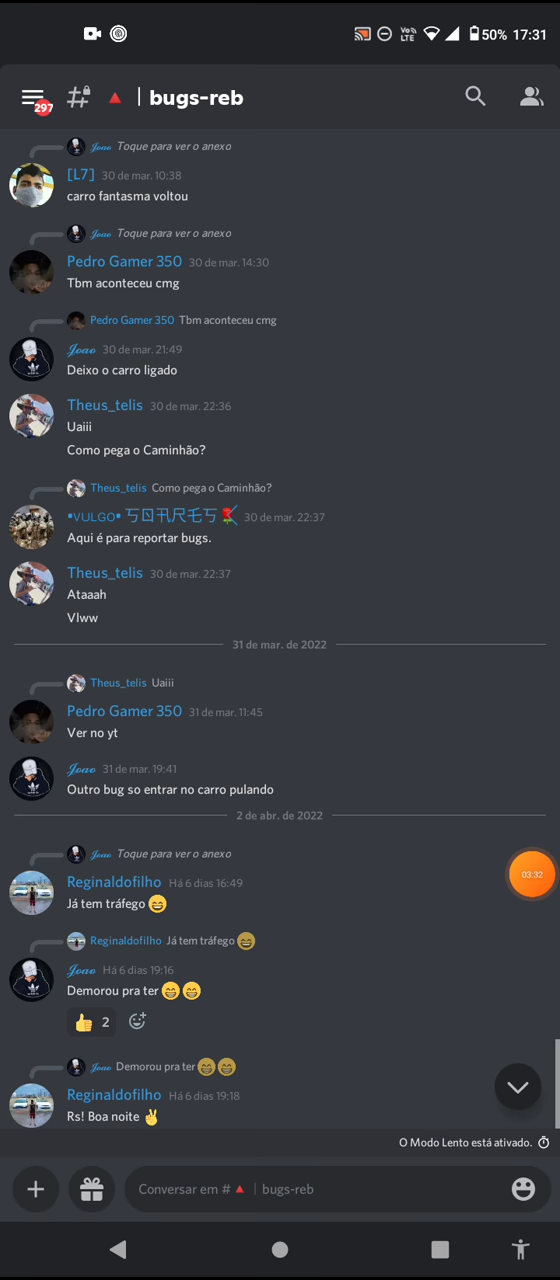 50% 17:31
Vo))
LTE
297
bugs-reb
Joao Toque para ver o anexo
[L7] 30 de mar. 10:38
carro fantasma voltou
Joao Toque para ver o anexo
Pedro Gamer 350 30 de mar. 14:30
Tbm aconteceu cmg
Pedro Gamer 350 Tbm aconteceu cmg
Joao 30 de mar. 21:49
Deixo o carro ligado
Theus_telis 30 de mar. 22:36
Uaiii
Como pega o Caminhão?
Theus_telis Como pega o Caminhão?
▪VULGO▪ 30 de mar. 22:37
Aqui é para reportar bugs.
Theus_telis 30 de mar. 22:37
Ataaah
Vlww
31 de mar. de 2022
Theus_telis Uaiii
Pedro Gamer 350 31 de mar. 11:45
Ver no yt
Joao 31 de mar. 19:41
Outro bug so entrar no carro pulando
2 de abr. de 2022
Joao Toque para ver o anexo
03:32
Reginaldofilho Há 6 dias 16:49
Já tem tráfego 😁
Reginaldofilho Já tem tráfego 😁
Joao Há 6 dias 19:16
Demorou pra ter 😁😁
👍 2
Joao Demorou pra ter 😁😁
Reginaldofilho Há 6 dias 19:18
Rs! Boa noite ✌️
O Modo Lento está ativado.
Conversar em #🔺| bugs-reb